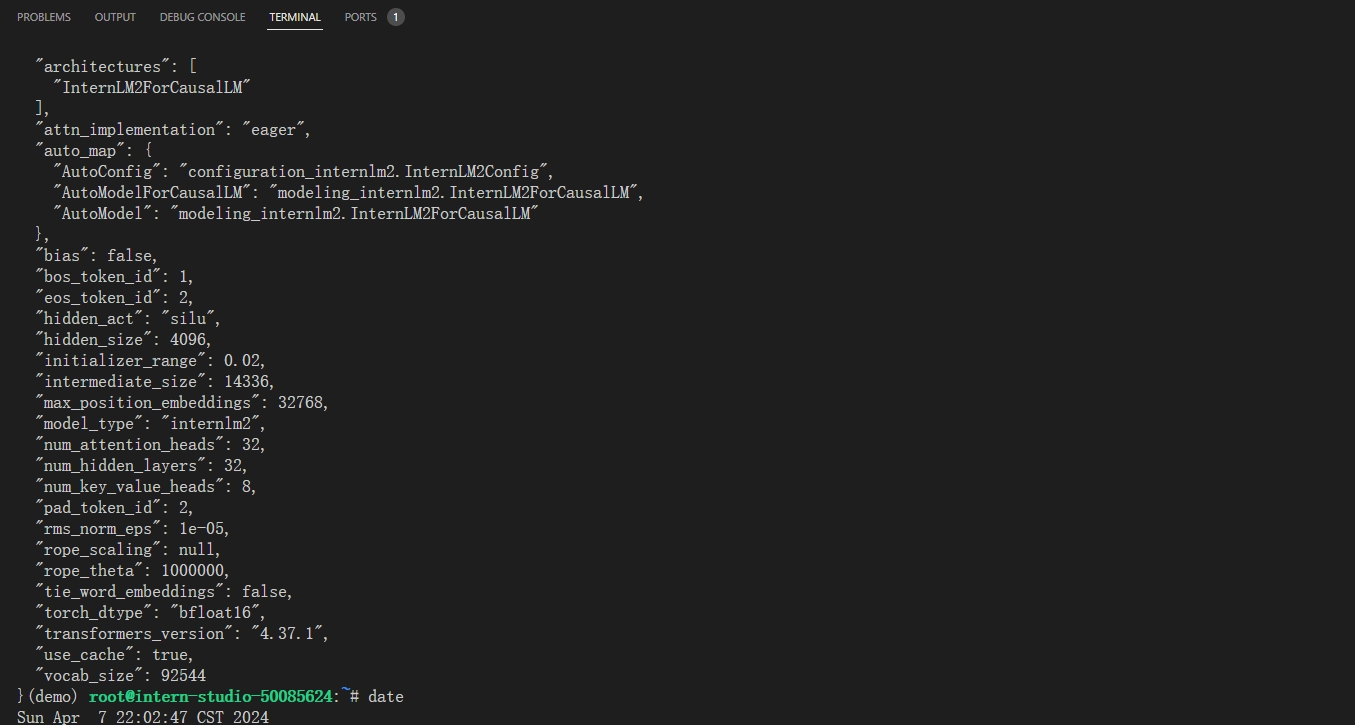 PROBLEMS OUTPUT DEBUG CONSOLE TERMINAL PORTS 1
"architectures": [
"InternLM2ForCausalLM"
],
"attn_implementation": "eager",
"auto_map": {
"AutoConfig": "configuration_internlm2.InternLM2Config",
"AutoModelForCausalLM": "modeling_internlm2.InternLM2ForCausalLM",
"AutoModel": "modeling_internlm2.InternLM2ForCausalLM"
},
"bias": false,
"bos_token_id": 1,
"eos_token_id": 2,
"hidden_act": "silu",
"hidden_size": 4096,
"initializer_range": 0.02,
"intermediate_size": 14336,
"max_position_embeddings": 32768,
"model_type": "internlm2",
"num_attention_heads": 32,
"num_hidden_layers": 32,
"num_key_value_heads": 8,
"pad_token_id": 2,
"rms_norm_eps": 1e-05,
"rope_scaling": null,
"rope_theta": 1000000,
"tie_word_embeddings": false,
"torch_dtype": "bfloat16",
"transformers_version": "4.37.1",
"use_cache": true,
"vocab_size": 92544
}(demo) root@intern-studio-50085624:~# date
Sun Apr  7 22:02:47 CST 2024